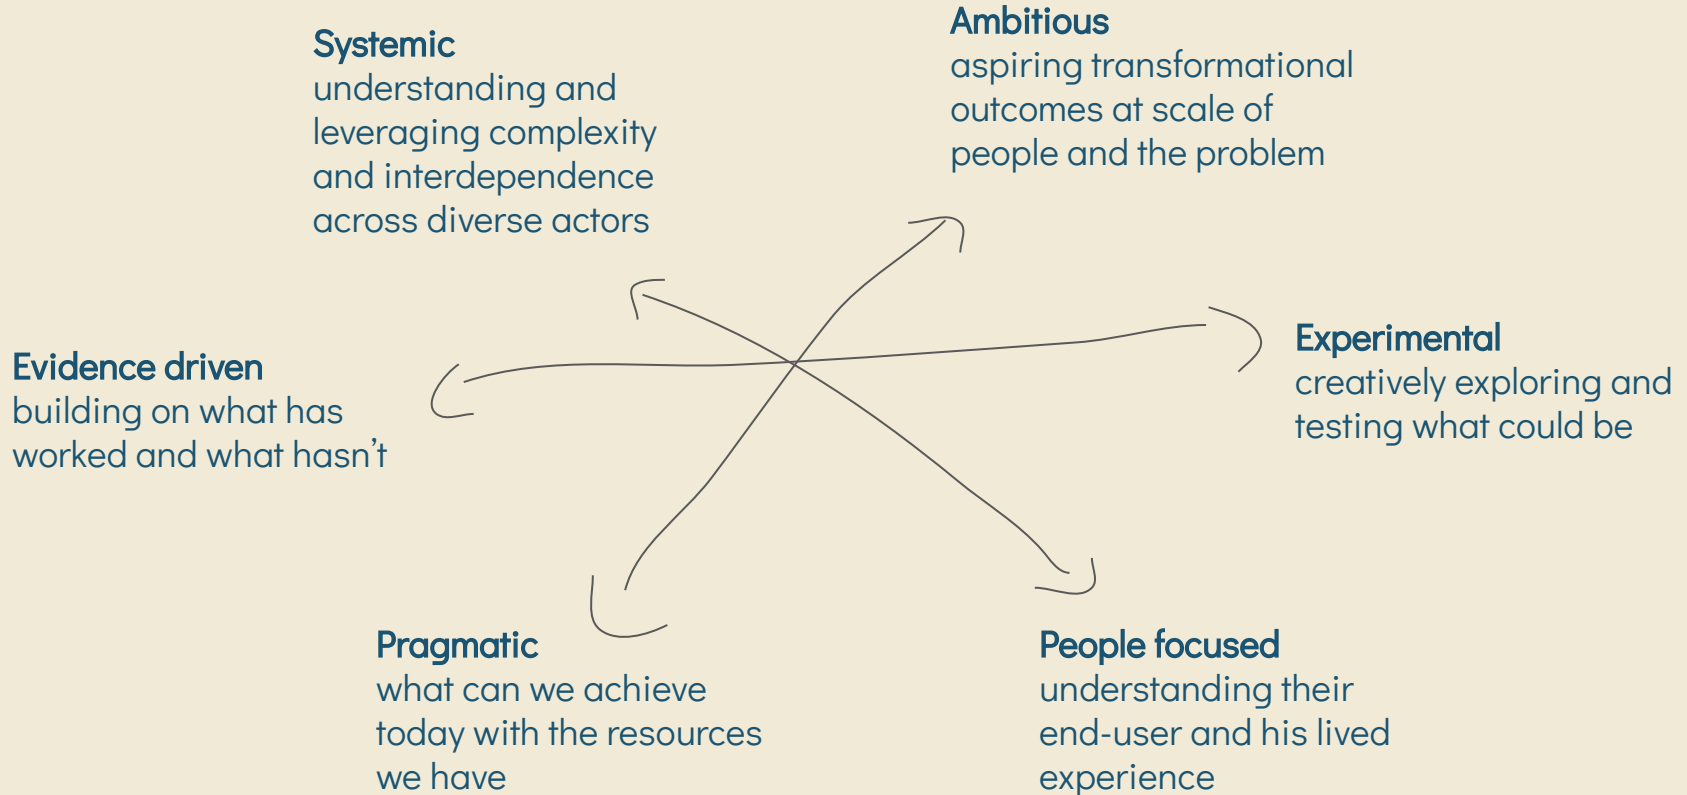 Systemic
understanding and
leveraging complexity
and interdependence
across diverse actors
Ambitious
aspiring transformational
outcomes at scale of
people and the problem
Evidence driven
building on what has
worked and what hasn't
Experimental
creatively exploring and
testing what could be
Pragmatic
what can we achieve
today with the resources
we have
People focused
understanding their
end-user and his lived
experience